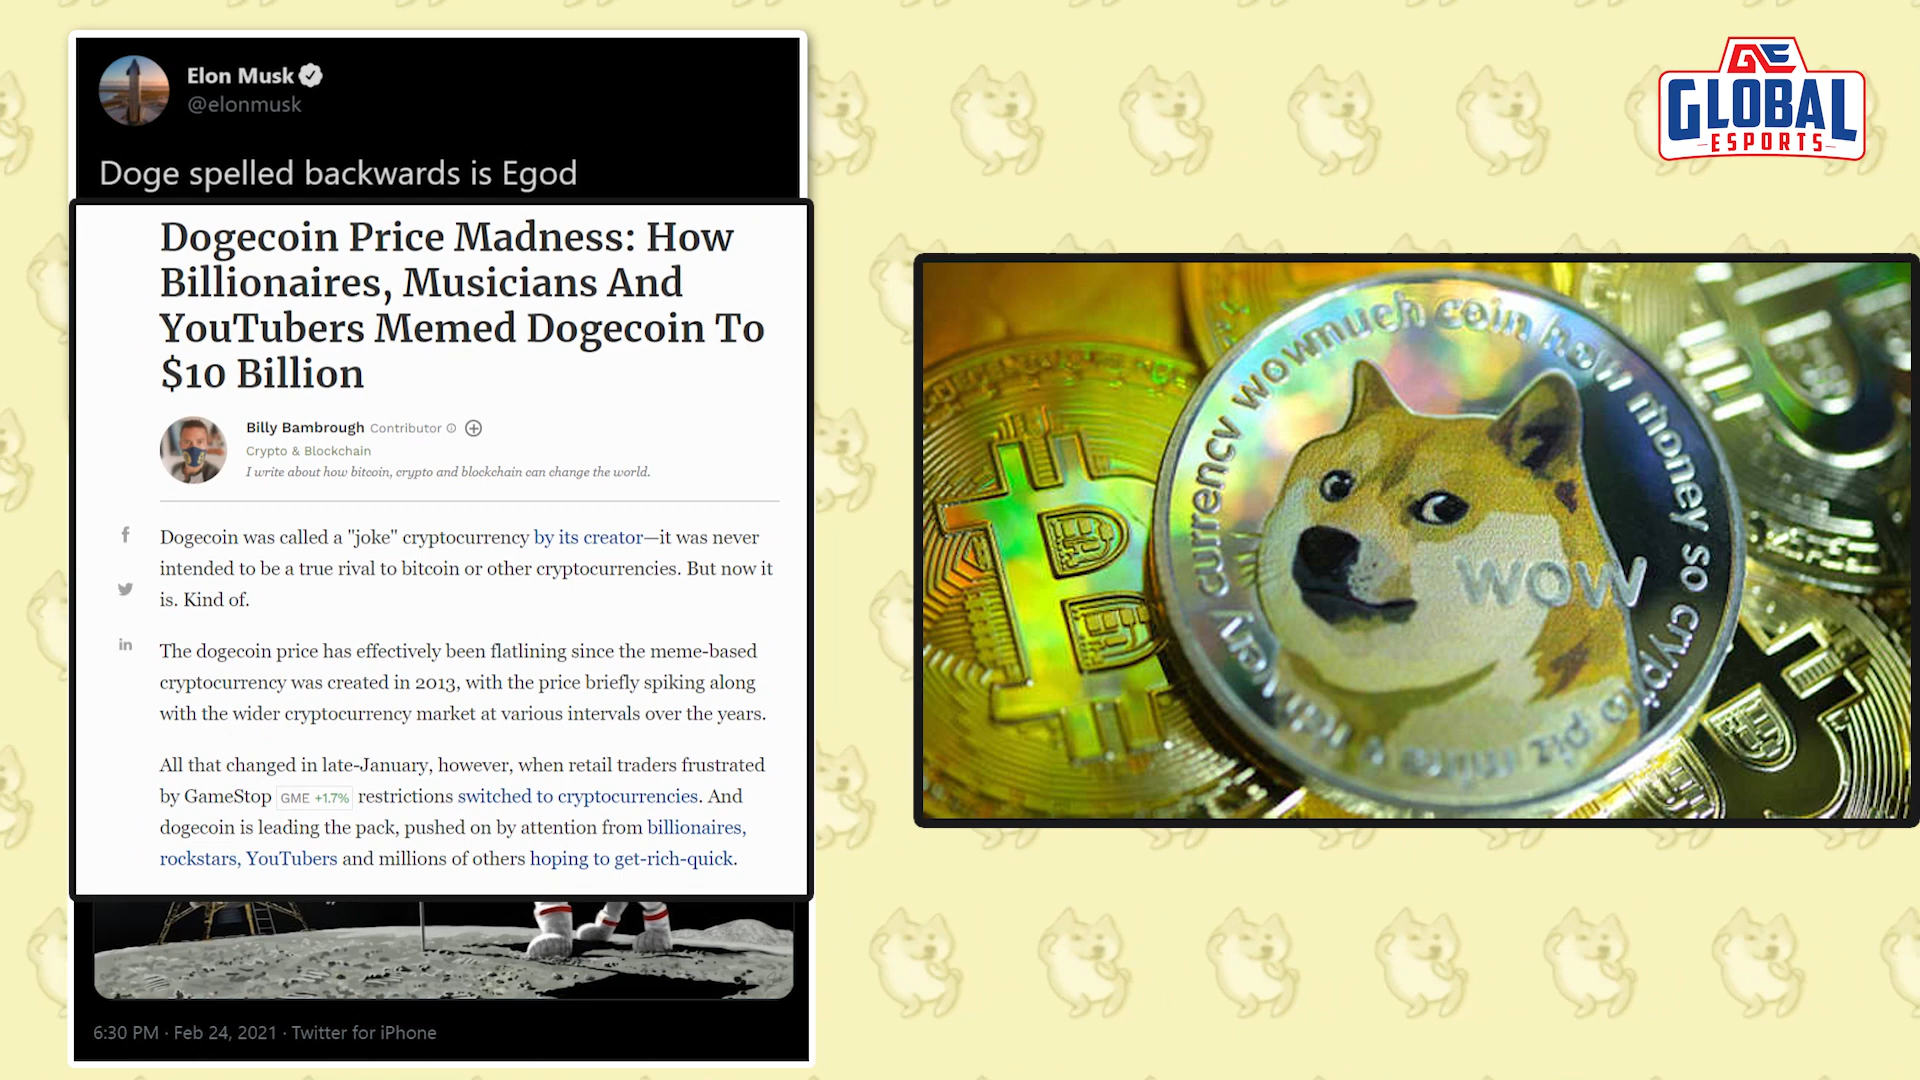 Elon Musk
@elonmusk
Doge spelled backwards is Egod
Dogecoin Price Madness: How
Billionaires, Musicians And
YouTubers Memed Dogecoin To
$10 Billion
Billy Bambrough Contributor
Crypto & Blockchain
I write about how bitcoin, crypto and blockchain can change the world.
Dogecoin was called a "joke" cryptocurrency by its creator—it was never
intended to be a true rival to bitcoin or other cryptocurrencies. But now it
is. Kind of.
The dogecoin price has effectively been flatlining since the meme-based
cryptocurrency was created in 2013, with the price briefly spiking along
with the wider cryptocurrency market at various intervals over the years.
All that changed in late-January, however, when retail traders frustrated
by GameStop GME +1.7% restrictions switched to cryptocurrencies. And
dogecoin is leading the pack, pushed on by attention from billionaires,
rockstars, YouTubers and millions of others hoping to get-rich-quick.
6:30 PM · Feb 24, 2021 · Twitter for iPhone
GE
GLOBAL
ESPORTS
very currency wow much coin how money so crypto plz mine v rich
wow